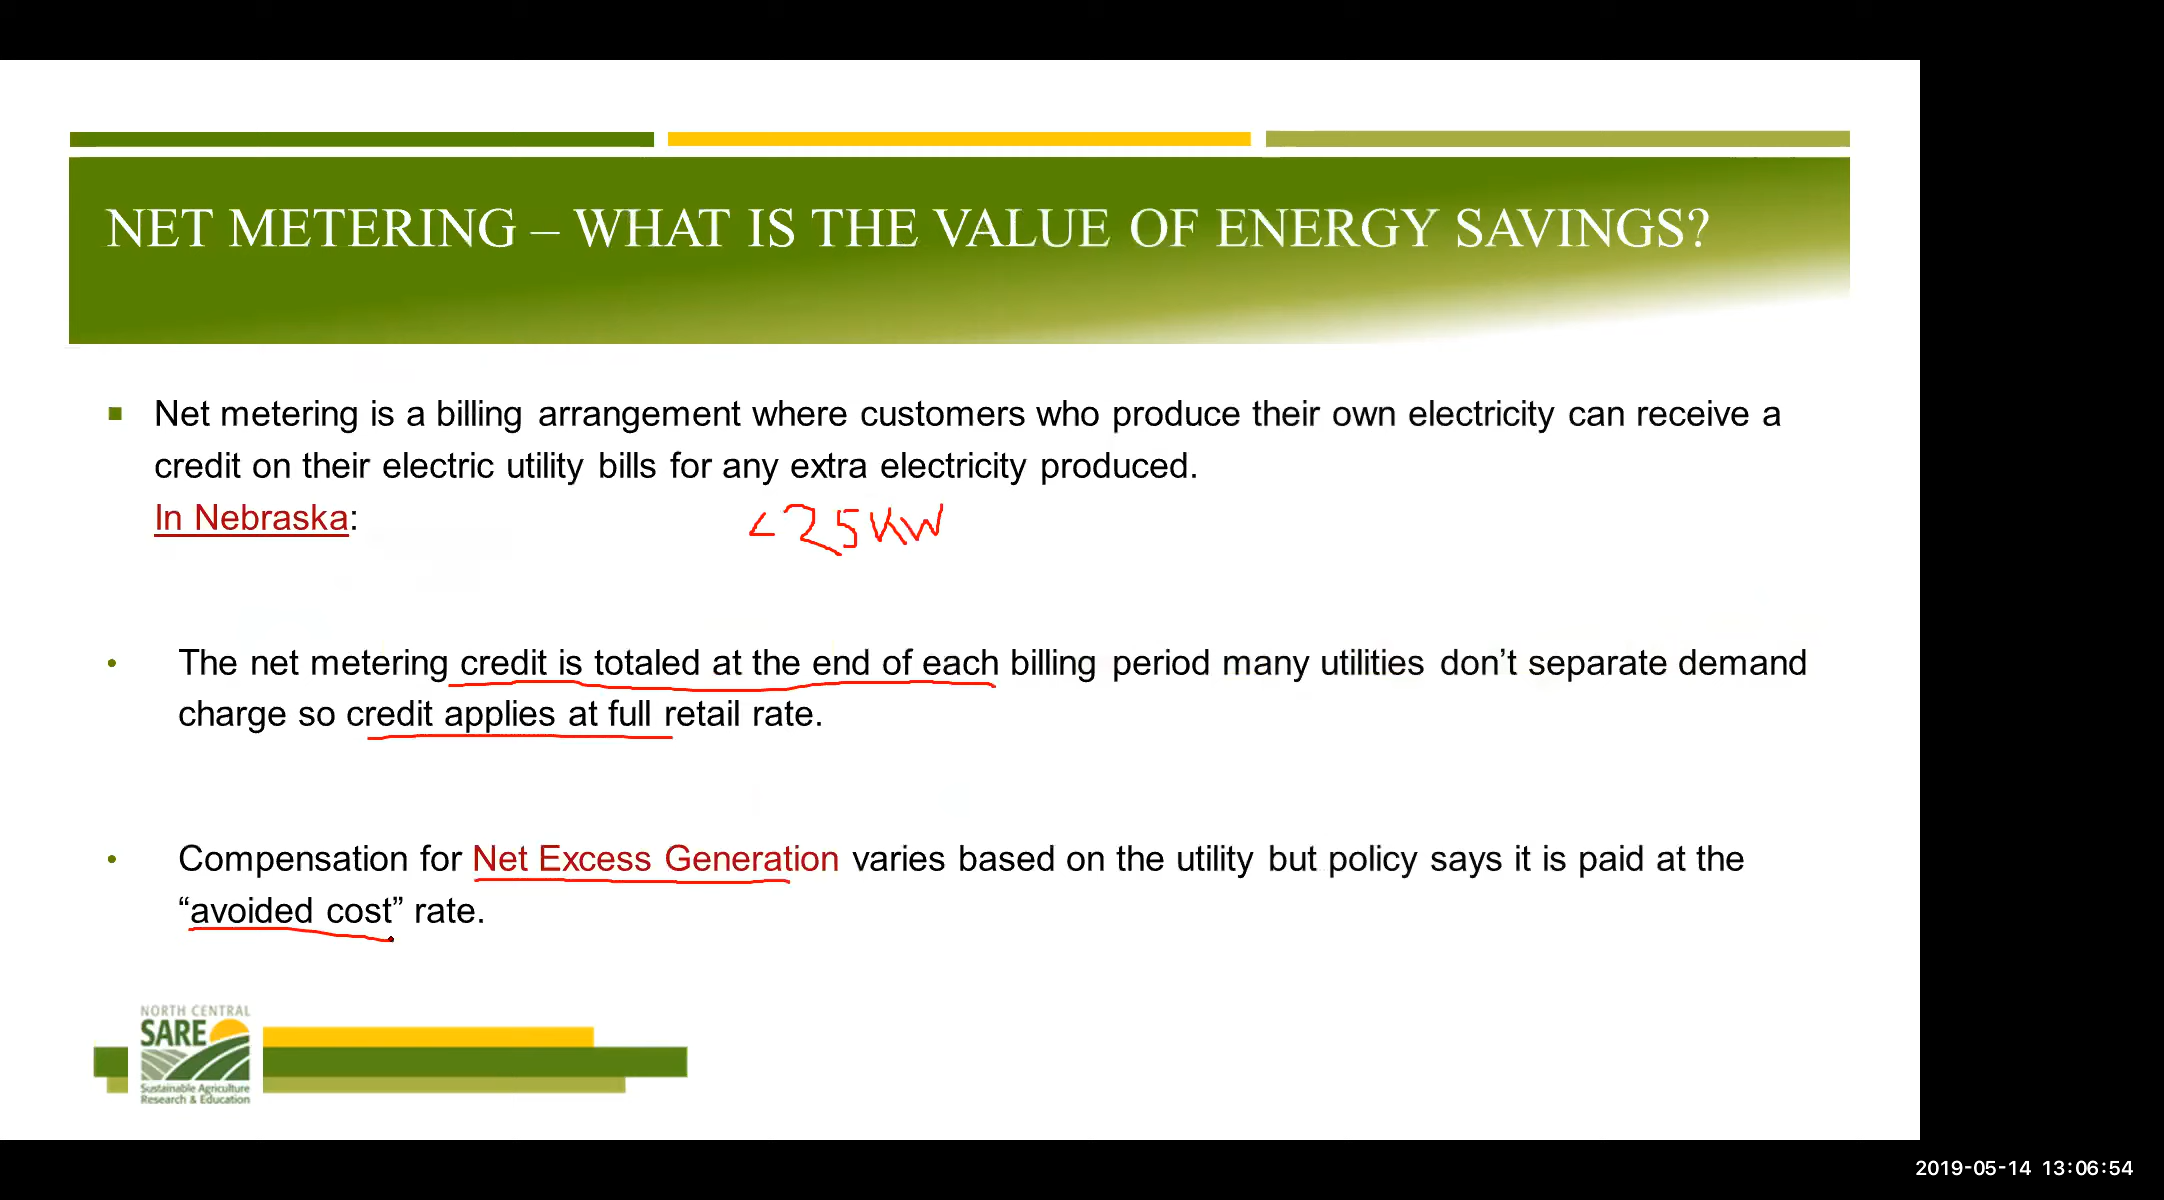 NET METERING – WHAT IS THE VALUE OF ENERGY SAVINGS?
Net metering is a billing arrangement where customers who produce their own electricity can receive a
credit on their electric utility bills for any extra electricity produced.
In Nebraska:
<25KW
The net metering credit is totaled at the end of each billing period many utilities don’t separate demand
charge so credit applies at full retail rate.
Compensation for Net Excess Generation varies based on the utility but policy says it is paid at the
“avoided cost” rate.
NORTH CENTRAL
SARE
Sustainable Agriculture
Research & Education
2019-05-14 13:06:54